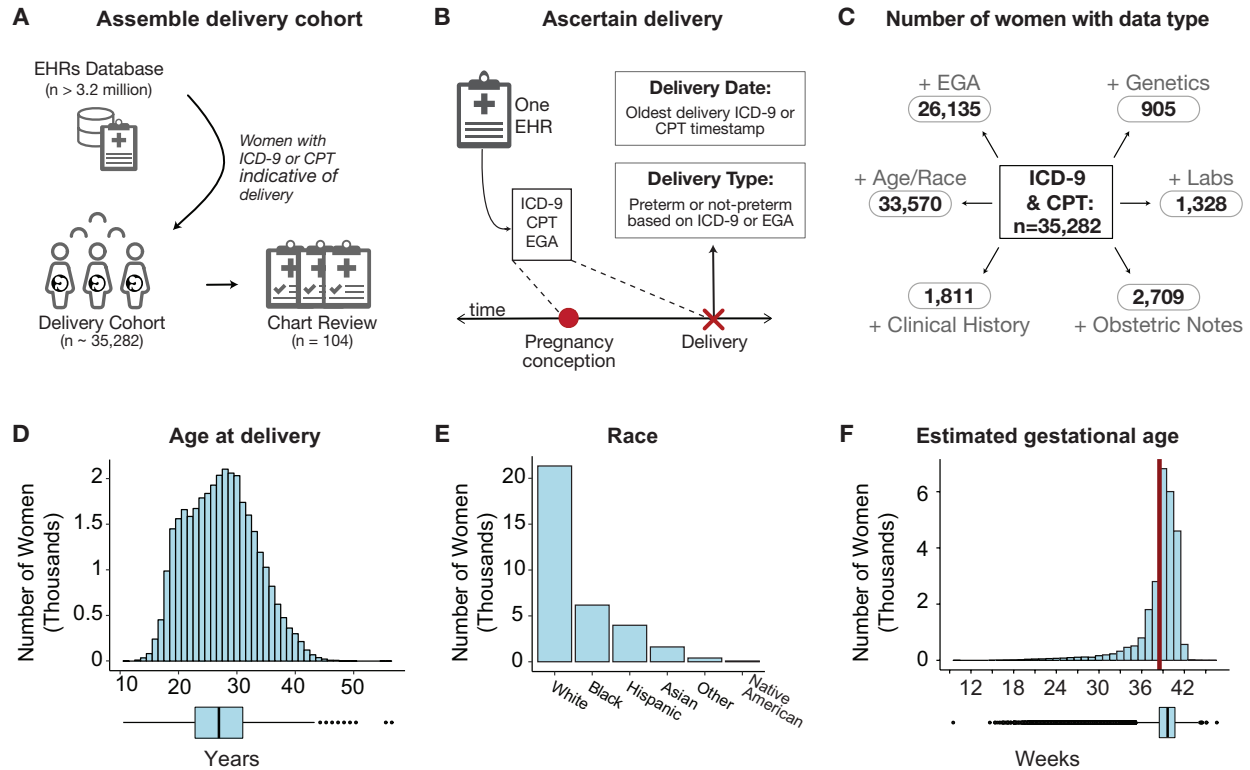 A Assemble delivery cohort
EHRs Database
(n > 3.2 million)
Women with
ICD-9 or CPT
indicative of
delivery
Delivery Cohort
(n ~ 35,282)
Chart Review
(n = 104)
B Ascertain delivery
One
EHR
Delivery Date:
Oldest delivery ICD-9 or
CPT timestamp
Delivery Type:
Preterm or not-preterm
based on ICD-9 or EGA
ICD-9
CPT
EGA
time
Pregnancy
conception
Delivery
C Number of women with data type
+ EGA
26,135
+ Genetics
905
+ Age/Race
33,570
ICD-9
& CPT:
n=35,282
+ Labs
1,328
1,811
+ Clinical History
2,709
+ Obstetric Notes
D Age at delivery
Number of Women
(Thousands)
2
1.5
1
0.5
0
10 20 30 40 50
Years
E Race
Number of Women
(Thousands)
20
15
10
5
0
White
Black
Hispanic
Asian
Other
Native
American
F Estimated gestational age
Number of Women
(Thousands)
6
4
2
0
12 18 24 30 36 42
Weeks